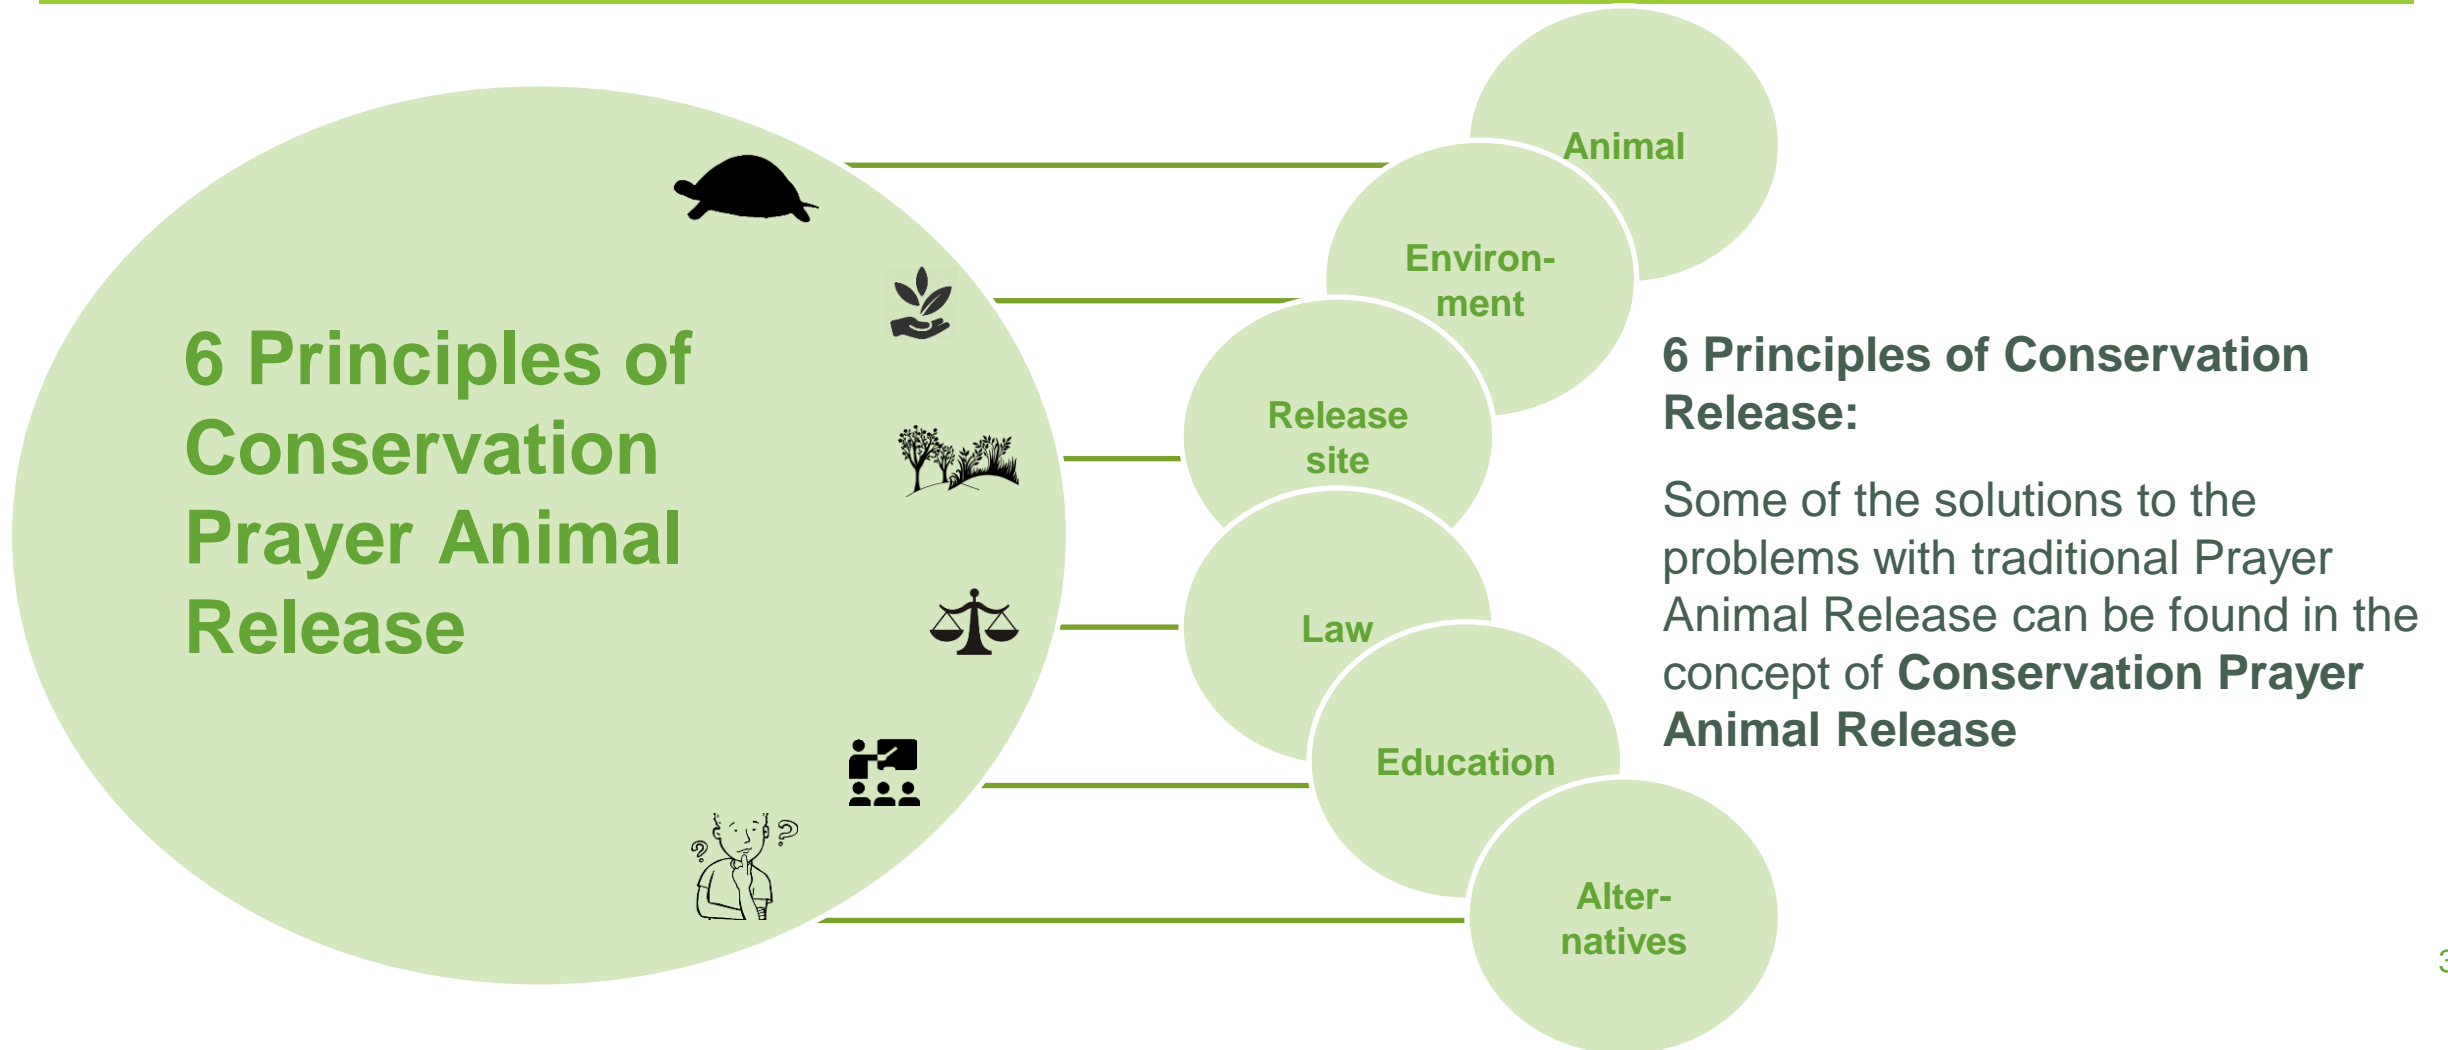 6 Principles of
Conservation
Prayer Animal
Release
Animal
Environ-
ment
Release
site
Law
Education
Alter-
natives
6 Principles of Conservation
Release:
Some of the solutions to the
problems with traditional Prayer
Animal Release can be found in the
concept of Conservation Prayer
Animal Release